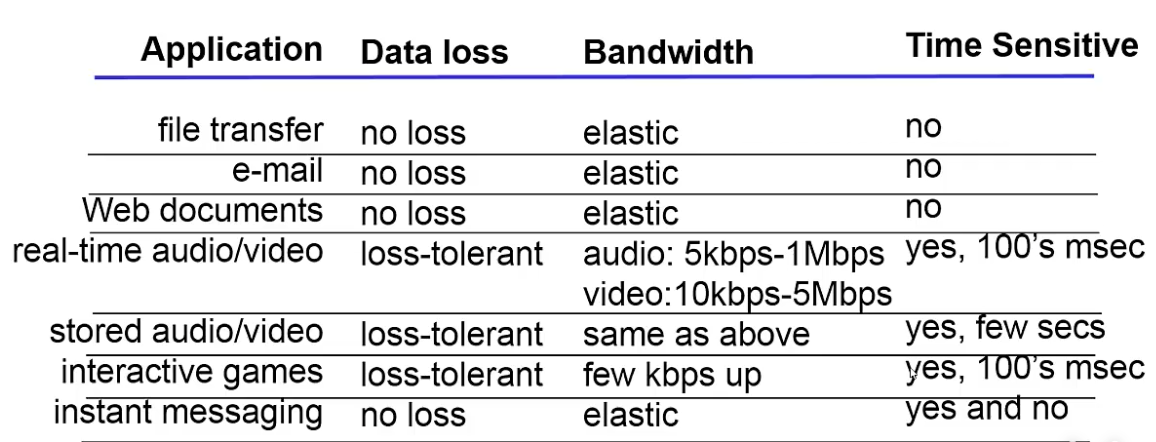 Application Data loss Bandwidth Time Sensitive
file transfer no loss elastic no
e-mail no loss elastic no
Web documents no loss elastic no
real-time audio/video loss-tolerant audio: 5kbps-1Mbps yes, 100's msec
video:10kbps-5Mbps
stored audio/video loss-tolerant same as above yes, few secs
interactive games loss-tolerant few kbps up yes, 100's msec
instant messaging no loss elastic yes and no